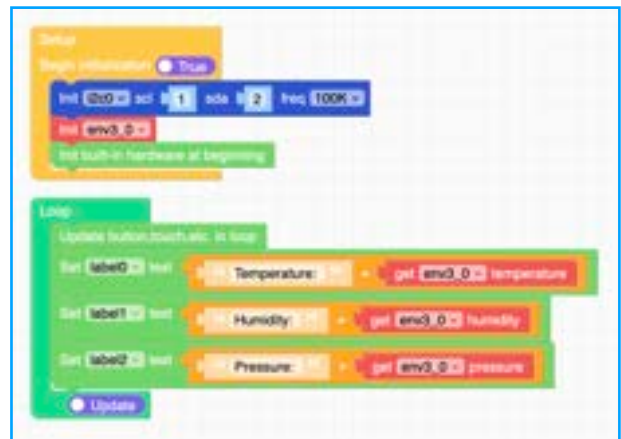 Setup
Begin initialization True
Init i2c0 scl 1 sda 2 freq 100K
Init env3_0
Init built-in hardware at beginning
Loop
Update button,touch,etc. in loop
Set label0 text " Temperature: " + get env3_0 temperature
Set label1 text " Humidity: " + get env3_0 humidity
Set label2 text " Pressure: " + get env3_0 pressure
Update